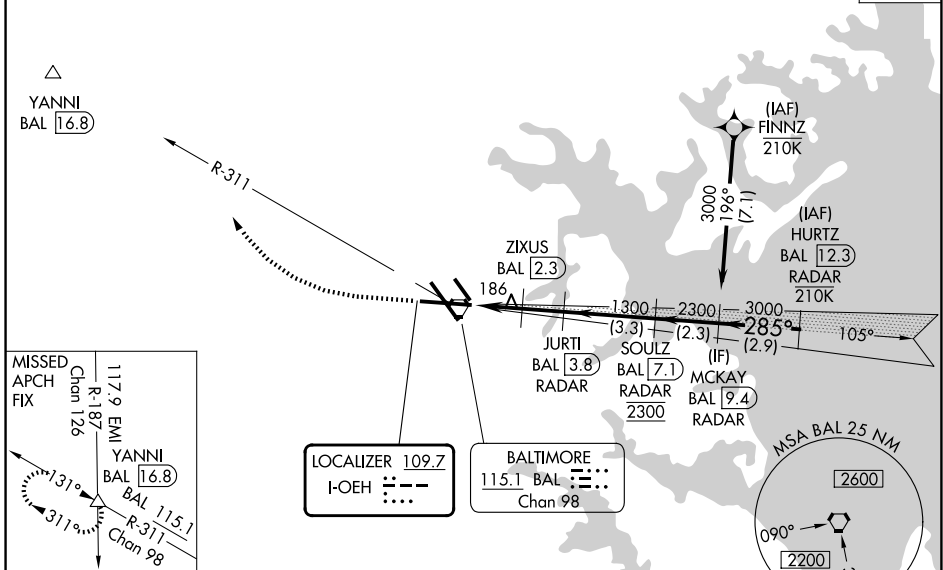 YANNI
BAL 16.8
R-311
(IAF)
FINNZ
210K
3000
196°
(7.1)
(IAF)
HURTZ
BAL 12.3
RADAR
210K
ZIXUS
BAL 2.3
186
1300
2300
3000
285°
105°
(3.3)
(2.3)
(2.9)
JURTI
BAL 3.8
RADAR
SOULZ
BAL 7.1
RADAR
2300
(IF)
MCKAY
BAL 9.4
RADAR
MISSED
APCH
FIX
117.9 EMI
R-187
Chan 126
YANNI
BAL 16.8
BAL 115.1
R-311
Chan 98
131°
311°
LOCALIZER 109.7
I-OEH
BALTIMORE
115.1 BAL
Chan 98
MSA BAL 25 NM
2600
090°
2200